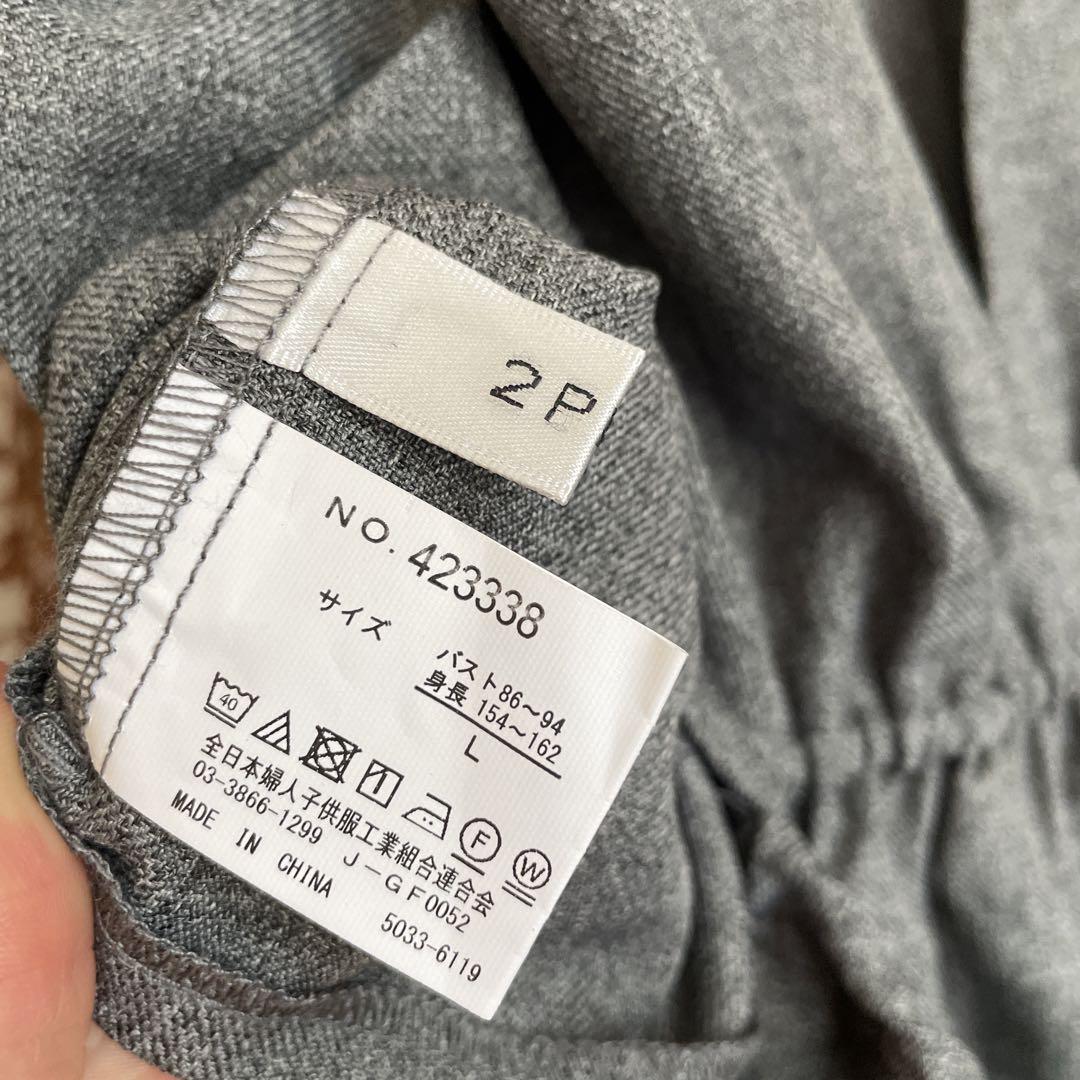 2P
NO. 423338
サイズ
バスト86～94
身長 154～162
L
40
F
W
全日本婦人子供服工業組合連合会
03-3866-1299 J－GF0052
MADE IN CHINA
5033-6119